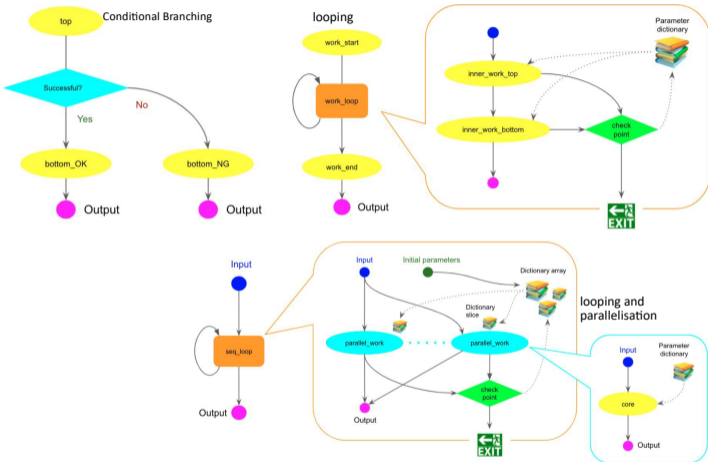 Conditional Branching
top
Successful?
Yes
No
bottom_OK
bottom_NG
Output
Output
looping
work_start
work_loop
work_end
Output
Parameter
dictionary
inner_work_top
inner_work_bottom
check
point
EXIT
Input
seq_loop
Output
Input
Initial parameters
Dictionary array
Dictionary
slice
parallel_work
parallel_work
check
point
Output
EXIT
looping and
parallelisation
Input
Parameter
dictionary
core
Output